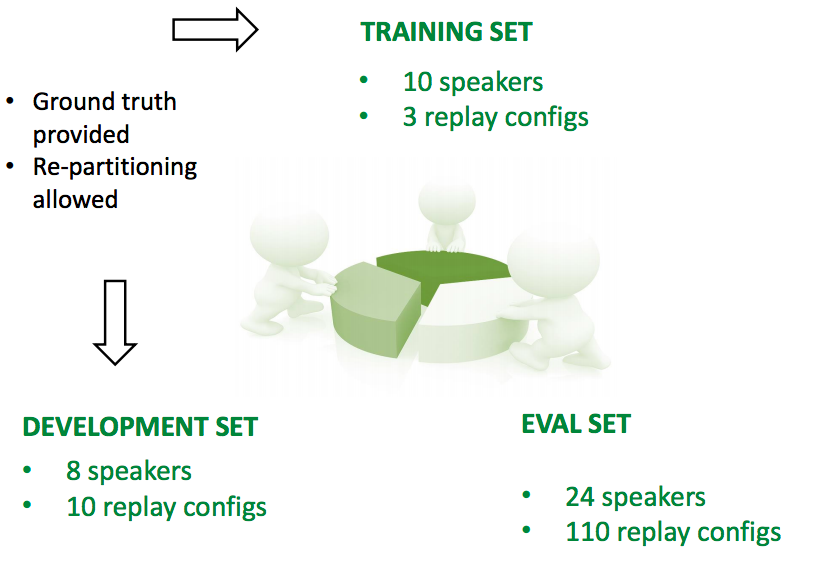 TRAINING SET
• 10 speakers
• 3 replay configs
• Ground truth
provided
• Re-partitioning
allowed
DEVELOPMENT SET
• 8 speakers
• 10 replay configs
EVAL SET
• 24 speakers
• 110 replay configs